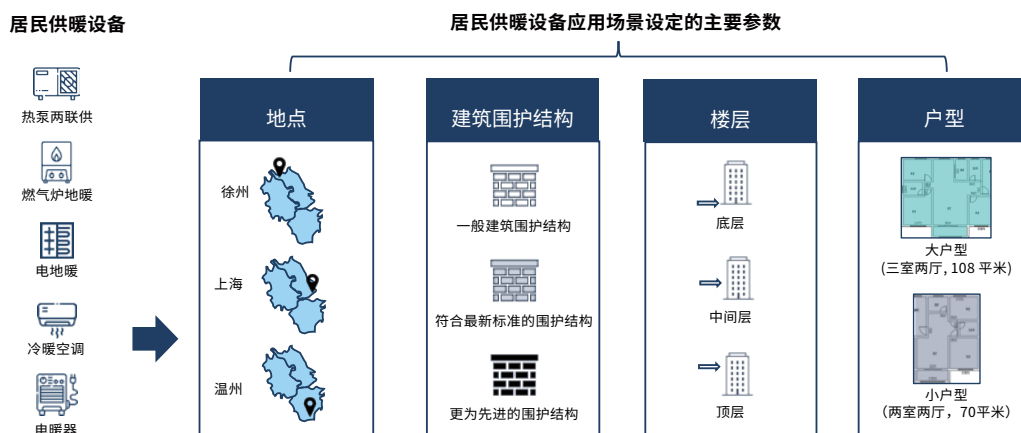 居民供暖设备
热泵两联供
燃气炉地暖
电地暖
冷暖空调
电暖器
居民供暖设备应用场景设定的主要参数
地点
徐州
上海
温州
建筑围护结构
一般建筑围护结构
符合最新标准的围护结构
更为先进的围护结构
楼层
底层
中间层
顶层
户型
大户型
(三室两厅, 108 平米)
小户型
(两室两厅，70平米)